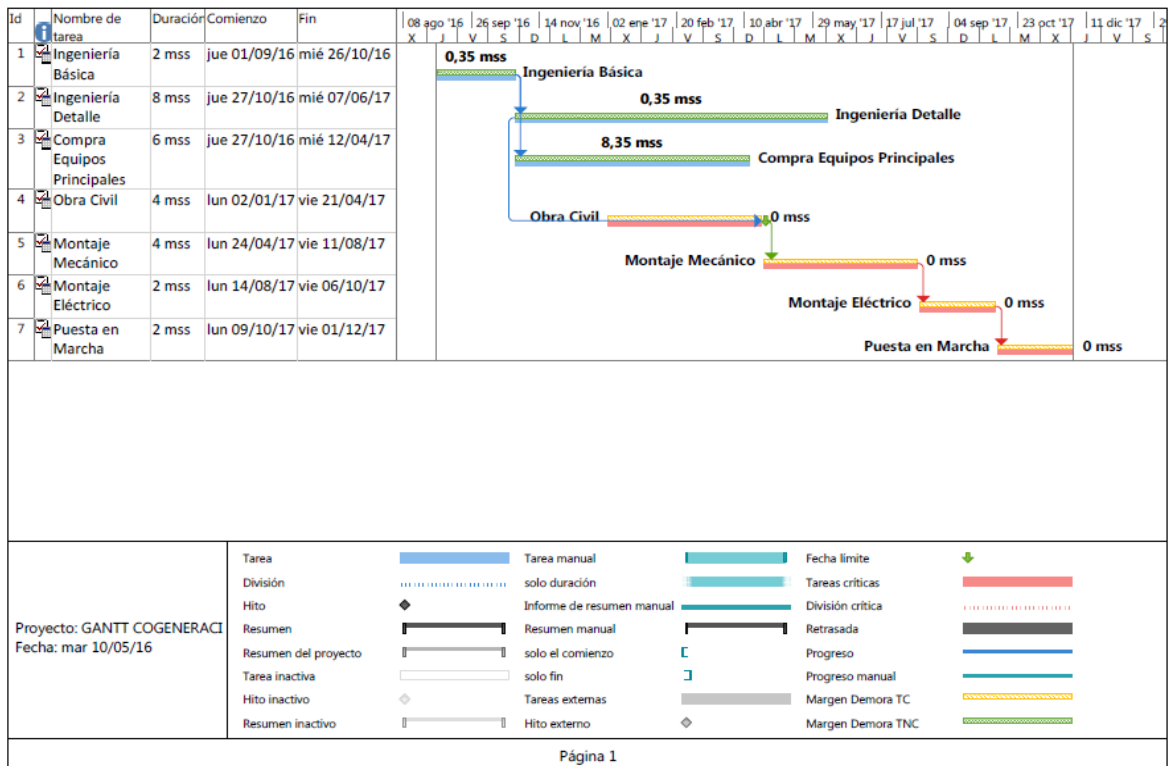 Id Nombre de tarea Duración Comienzo Fin
08 ago '16 26 sep '16 14 nov '16 02 ene '17 20 feb '17 10 abr '17 29 may '17 17 jul '17 04 sep '17 23 oct '17 11 dic '17 2
X J V S D L M X J V S D L M X J V S D L M X J V S
1 Ingeniería Básica 2 mss jue 01/09/16 mié 26/10/16
2 Ingeniería Detalle 8 mss jue 27/10/16 mié 07/06/17
3 Compra Equipos Principales 6 mss jue 27/10/16 mié 12/04/17
4 Obra Civil 4 mss lun 02/01/17 vie 21/04/17
5 Montaje Mecánico 4 mss lun 24/04/17 vie 11/08/17
6 Montaje Eléctrico 2 mss lun 14/08/17 vie 06/10/17
7 Puesta en Marcha 2 mss lun 09/10/17 vie 01/12/17
0,35 mss
Ingeniería Básica
0,35 mss
Ingeniería Detalle
8,35 mss
Compra Equipos Principales
Obra Civil 0 mss
Montaje Mecánico 0 mss
Montaje Eléctrico 0 mss
Puesta en Marcha 0 mss
Proyecto: GANTT COGENERACI
Fecha: mar 10/05/16
Tarea
División
Hito
Resumen
Resumen del proyecto
Tarea inactiva
Hito inactivo
Resumen inactivo
Tarea manual
solo duración
Informe de resumen manual
Resumen manual
solo el comienzo
solo fin
Tareas externas
Hito externo
Fecha límite
Tareas críticas
División crítica
Retrasada
Progreso
Progreso manual
Margen Demora TC
Margen Demora TNC
Página 1